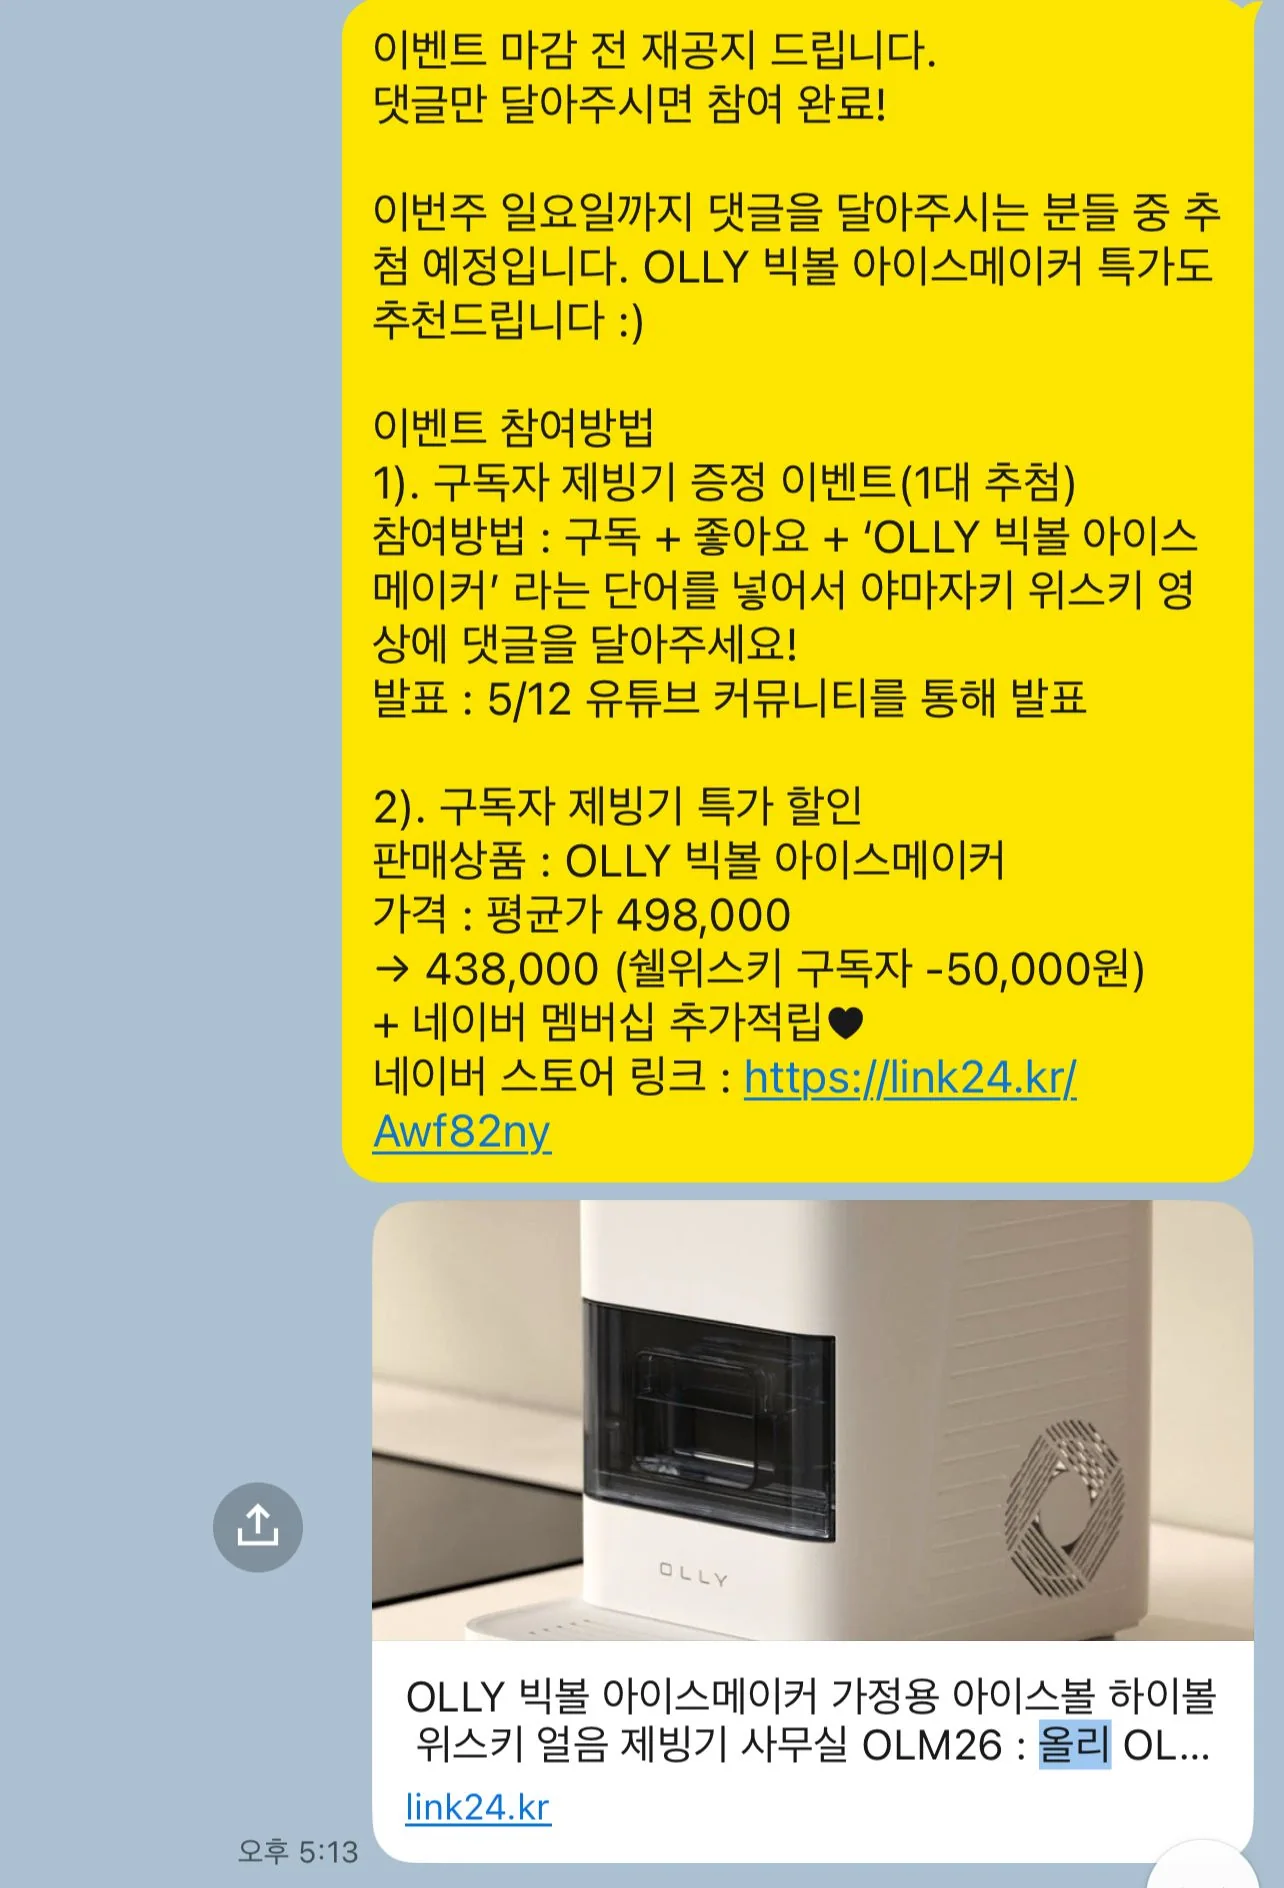 이벤트 마감 전 재공지 드립니다.
댓글만 달아주시면 참여 완료!
이번주 일요일까지 댓글을 달아주시는 분들 중 추
첨 예정입니다. OLLY 빅볼 아이스메이커 특가도
추천드립니다 :)
이벤트 참여방법
1). 구독자 제빙기 증정 이벤트(1대 추첨)
참여방법 : 구독 + 좋아요 + ‘OLLY 빅볼 아이스
메이커’ 라는 단어를 넣어서 야마자키 위스키 영
상에 댓글을 달아주세요!
발표 : 5/12 유튜브 커뮤니티를 통해 발표
2). 구독자 제빙기 특가 할인
판매상품 : OLLY 빅볼 아이스메이커
가격 : 평균가 498,000
→ 438,000 (쉘위스키 구독자 -50,000원)
+ 네이버 멤버십 추가적립♥
네이버 스토어 링크 : https://link24.kr/
Awf82ny
OLLY
OLLY 빅볼 아이스메이커 가정용 아이스볼 하이볼
위스키 얼음 제빙기 사무실 OLM26 : 올리 OL...
link24.kr
오후 5:13